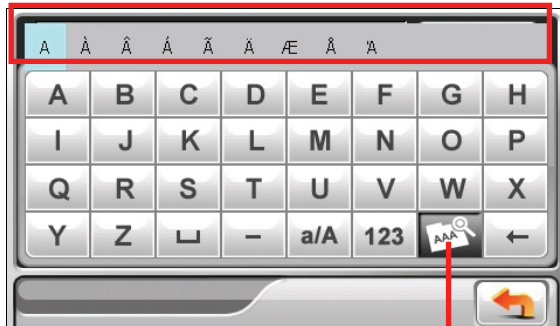 A À Â Á Ã Ä Æ Å Ά
A B C D E F G H
I J K L M N O P
Q R S T U V W X
Y Z ⌴ – a/A 123 AAA ←